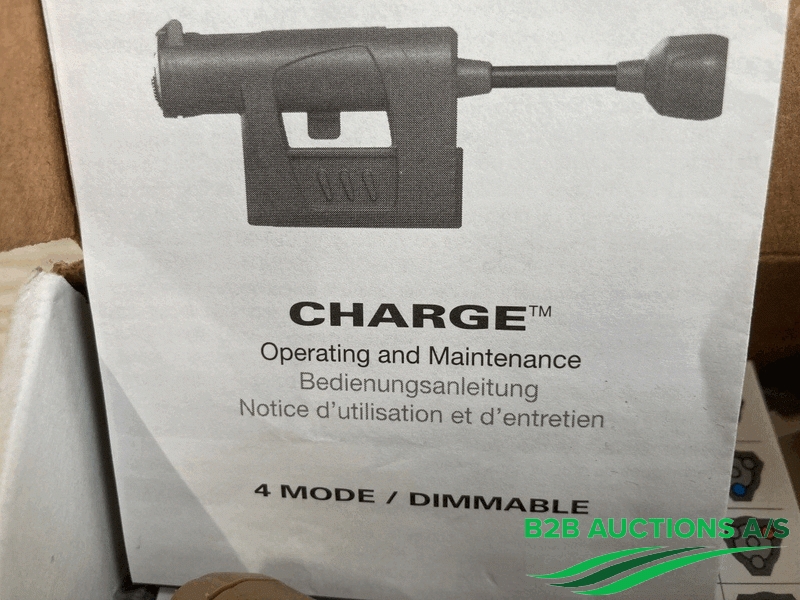 CHARGE™
Operating and Maintenance
Bedienungsanleitung
Notice d'utilisation et d'entretien
4 MODE / DIMMABLE
B2B AUCTIONS A/S